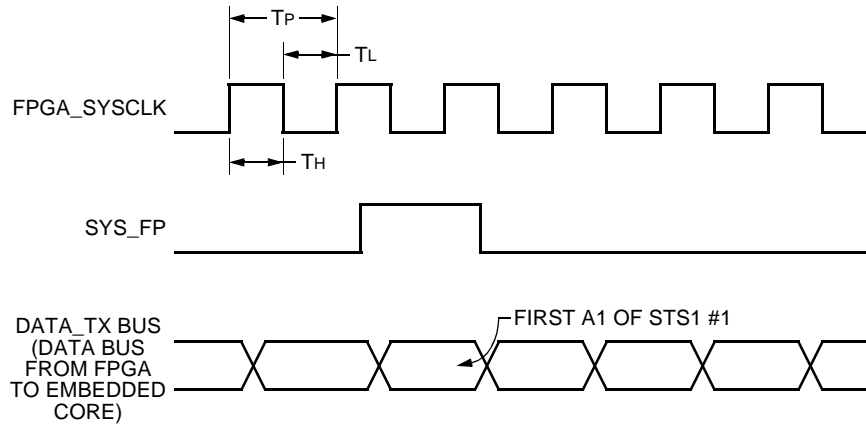 TP
TL
FPGA_SYSCLK
TH
SYS_FP
FIRST A1 OF STS1 #1
DATA_TX BUS
(DATA BUS
FROM FPGA
TO EMBEDDED
CORE)